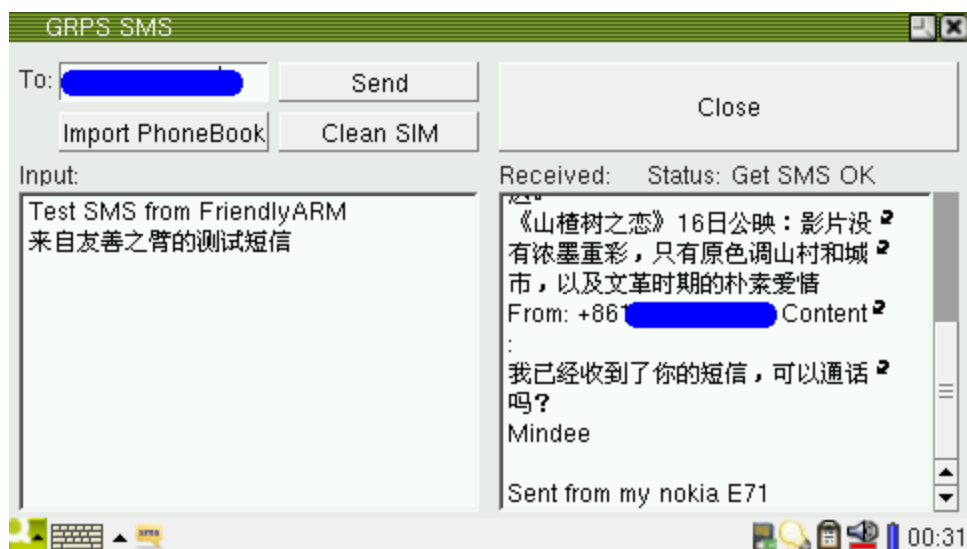 GRPS SMS
To:
Send
Close
Import PhoneBook
Clean SIM
Input:
Received: Status: Get SMS OK
Test SMS from FriendlyARM
来自友善之臂的测试短信
《山楂树之恋》16日公映：影片没
有浓墨重彩，只有原色调山村和城
市，以及文革时期的朴素爱情
From: +861 Content
:
我已经收到了你的短信，可以通话
吗?
Mindee
Sent from my nokia E71
sms
00:31